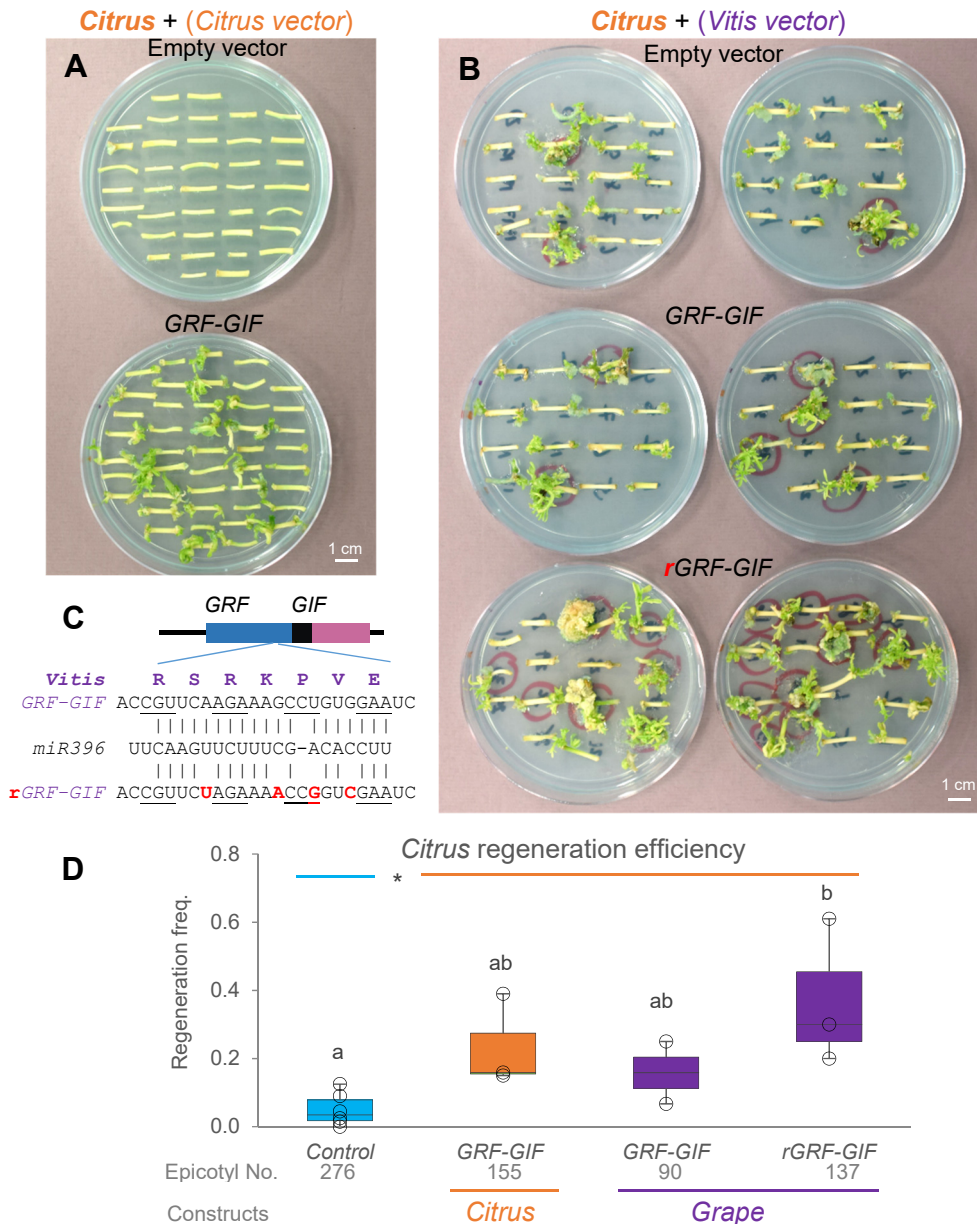 Citrus + (Citrus vector)
Empty vector
A
GRF-GIF
1 cm
Citrus + (Vitis vector)
Empty vector
B
GRF-GIF
rGRF-GIF
1 cm
C
GRF GIF
Vitis R S R K P V E
GRF-GIF ACCGUUCAAGAAAGCCUGUGGAAUC
miR396 UUCAAGUUCUUUCG-ACACCUU
rGRF-GIF ACCGUUCUAGAAAACCGGUCGAAUC
D
Citrus regeneration efficiency
*
Regeneration freq.
0.8
0.6
0.4
0.2
0.0
a
ab
ab
b
Control GRF-GIF GRF-GIF rGRF-GIF
Epicotyl No. 276 155 90 137
Constructs Citrus Grape